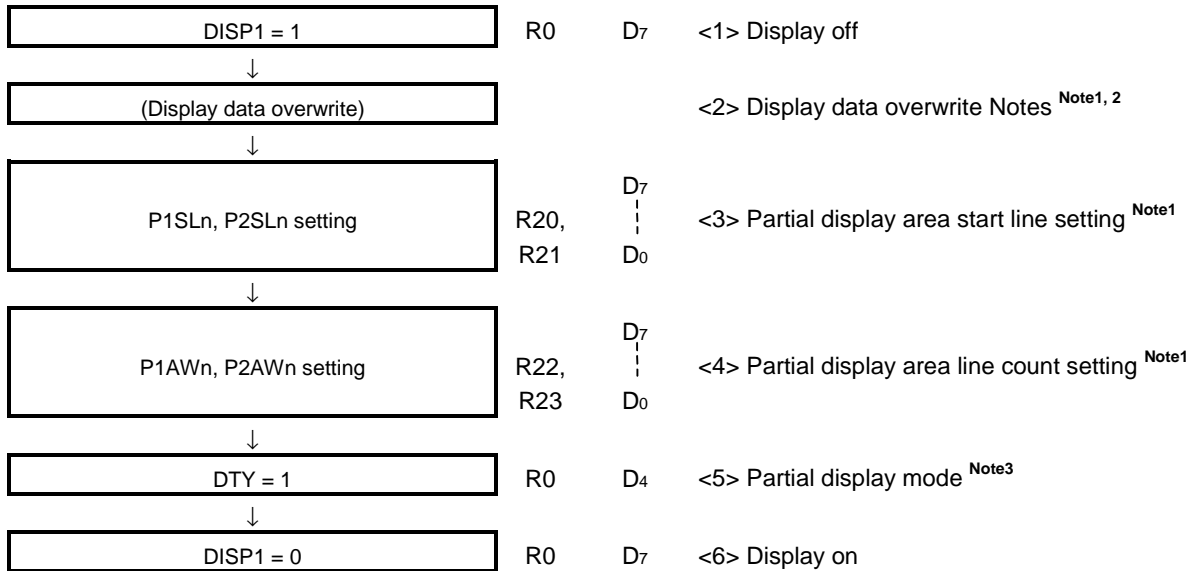 DISP1 = 1 R0 D7 <1> Display off
↓
(Display data overwrite) <2> Display data overwrite Notes Note1, 2
↓
D7
P1SLn, P2SLn setting R20, <3> Partial display area start line setting Note1
R21 D0
↓
D7
P1AWn, P2AWn setting R22, <4> Partial display area line count setting Note1
R23 D0
↓
DTY = 1 R0 D4 <5> Partial display mode Note3
↓
DISP1 = 0 R0 D7 <6> Display on